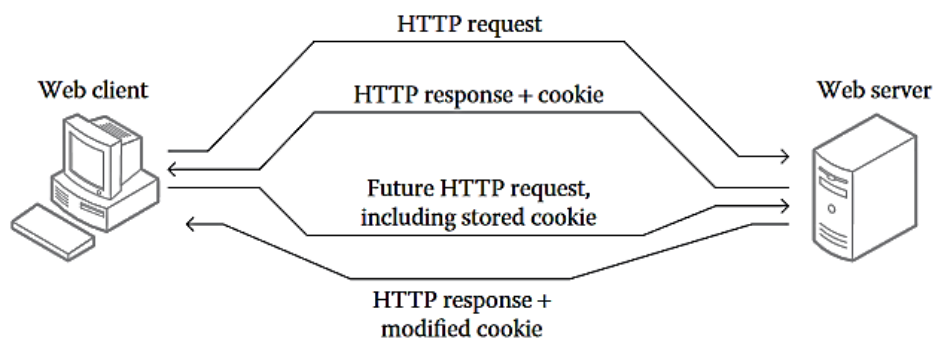 HTTP request
Web client
HTTP response + cookie
Web server
Future HTTP request,
including stored cookie
HTTP response +
modified cookie